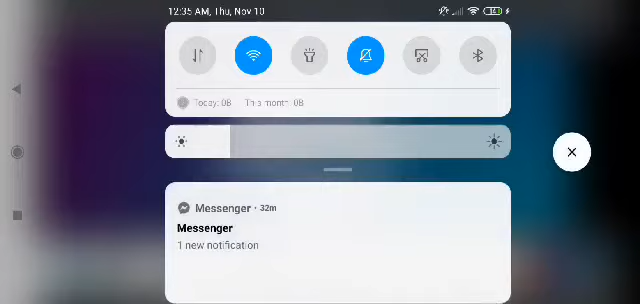 12:35 AM, Thu, Nov 10
Today: 0B This month: 0B
Messenger · 32m
Messenger
1 new notification